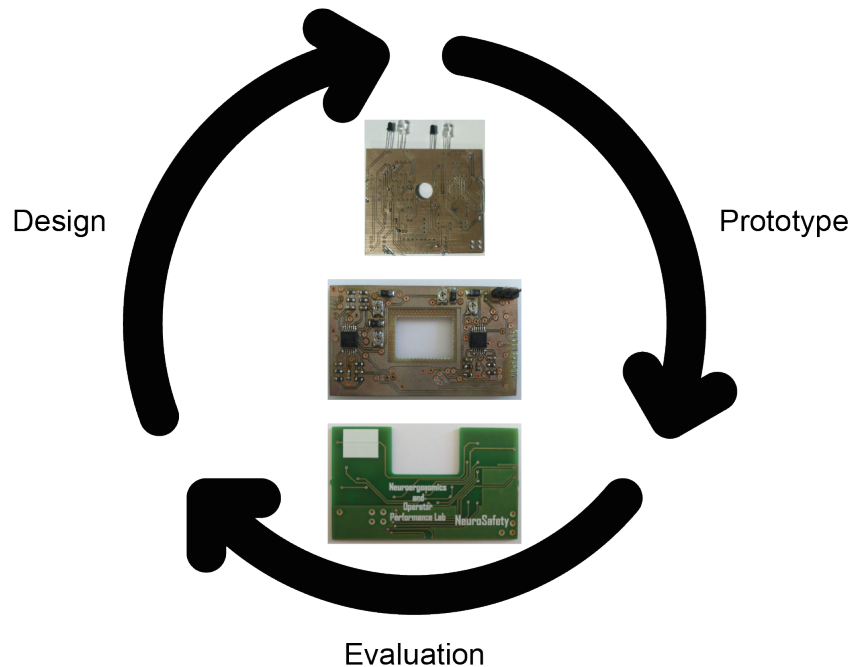 Design
Prototype
Neuroergonomics
and
Operator
Performance Lab
NeuroSafety
Evaluation